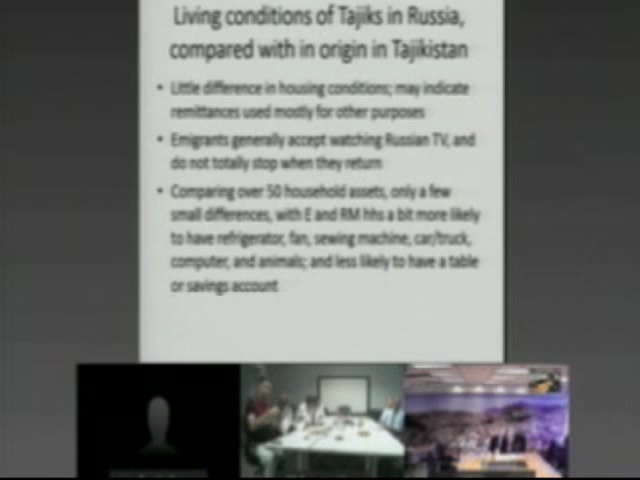 Living conditions of Tajiks in Russia,
compared with in origin in Tajikistan
• Little difference in housing conditions; may indicate
remittances used mostly for other purposes
• Emigrants generally accept watching Russian TV, and
do not totally stop when they return
• Comparing over 50 household assets, only a few
small differences, with E and RM hhs a bit more likely
to have refrigerator, fan, sewing machine, car/truck,
computer, and animals; and less likely to have a table
or savings account